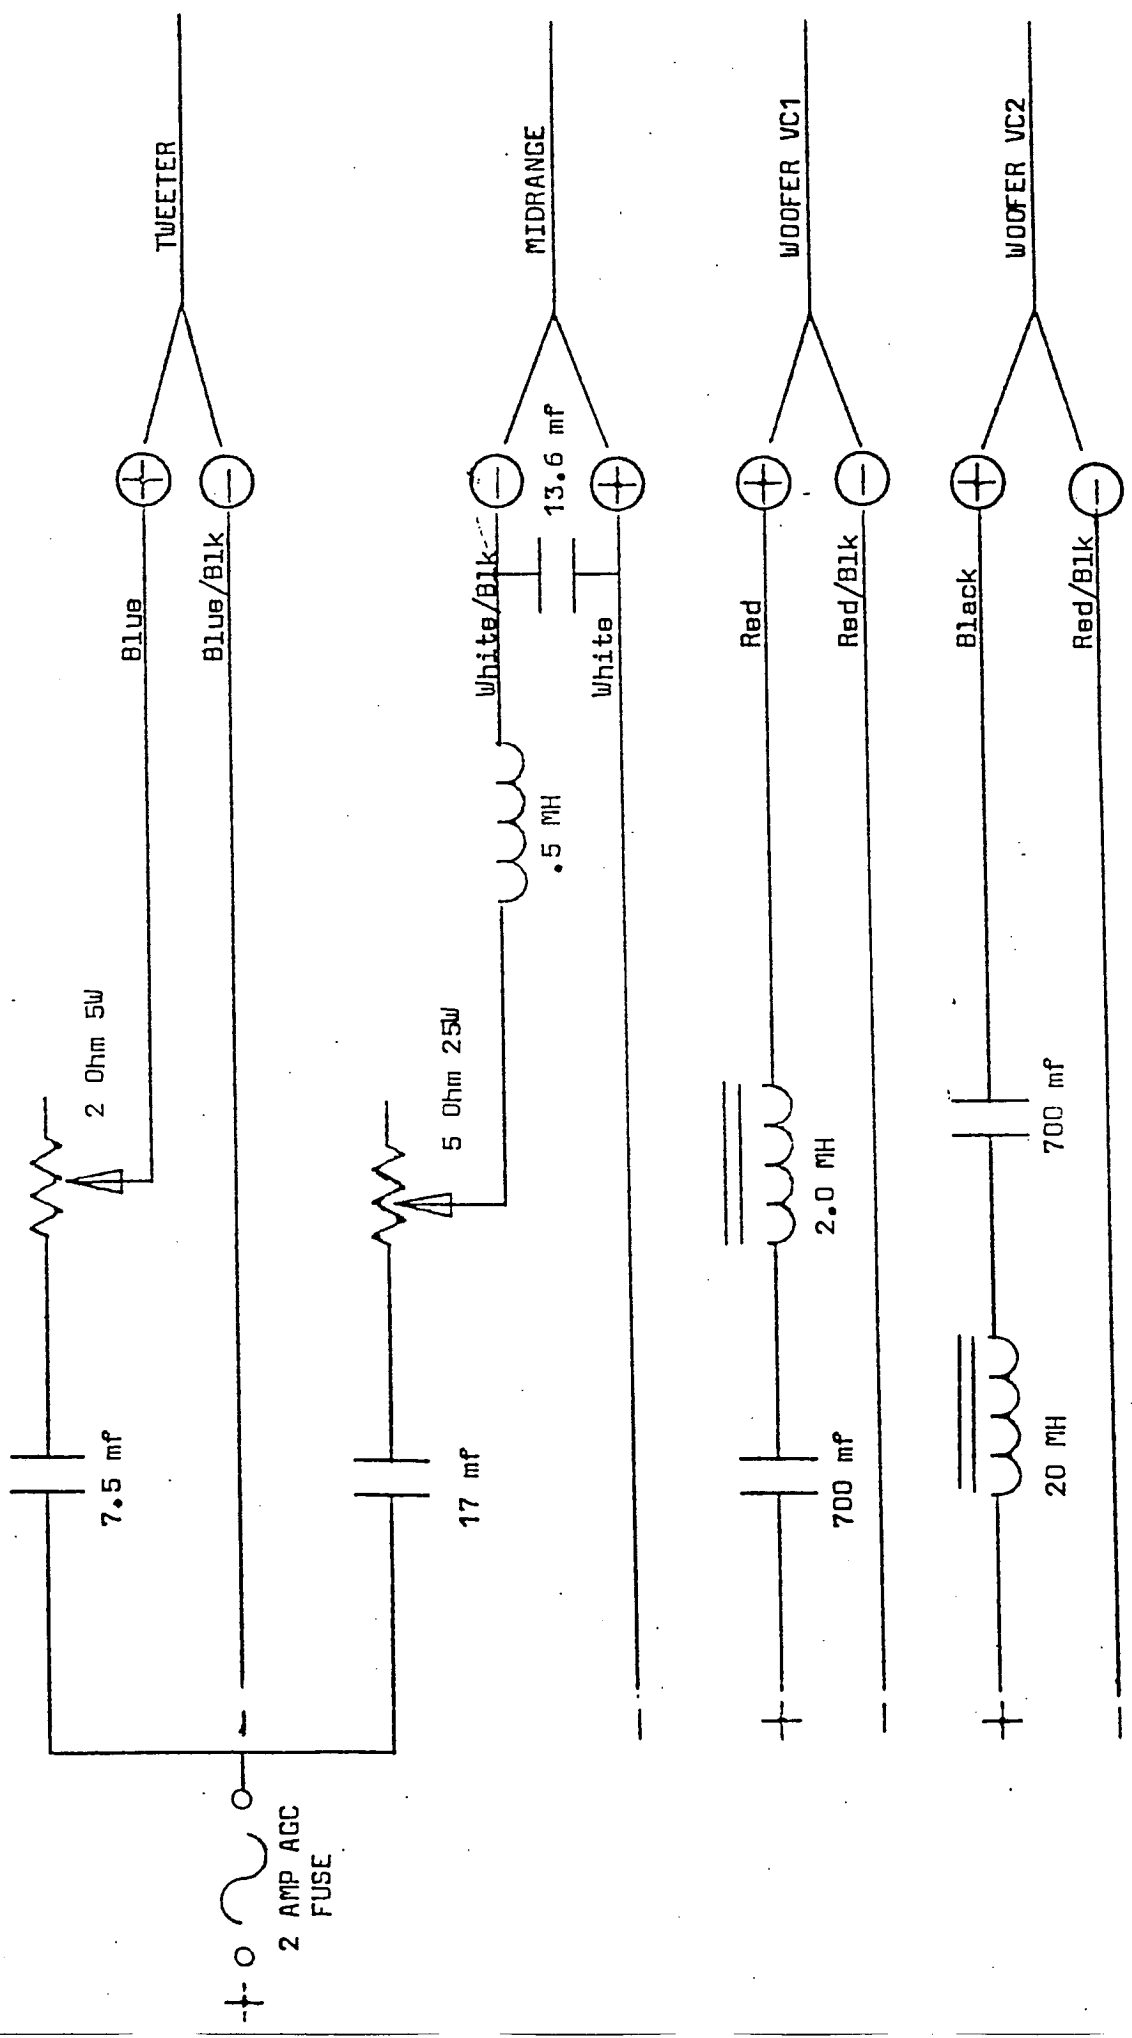 TWEETER
Blue
Blue/Blk
2 Ohm 5W
7.5 mf
2 AMP AGC
FUSE
MIDRANGE
13.6 mf
White/Blk
White
.5 MH
5 Ohm 25W
17 mf
WOOFER VC1
Red
Red/Blk
2.0 MH
700 mf
WOOFER VC2
Black
Red/Blk
700 mf
20 MH